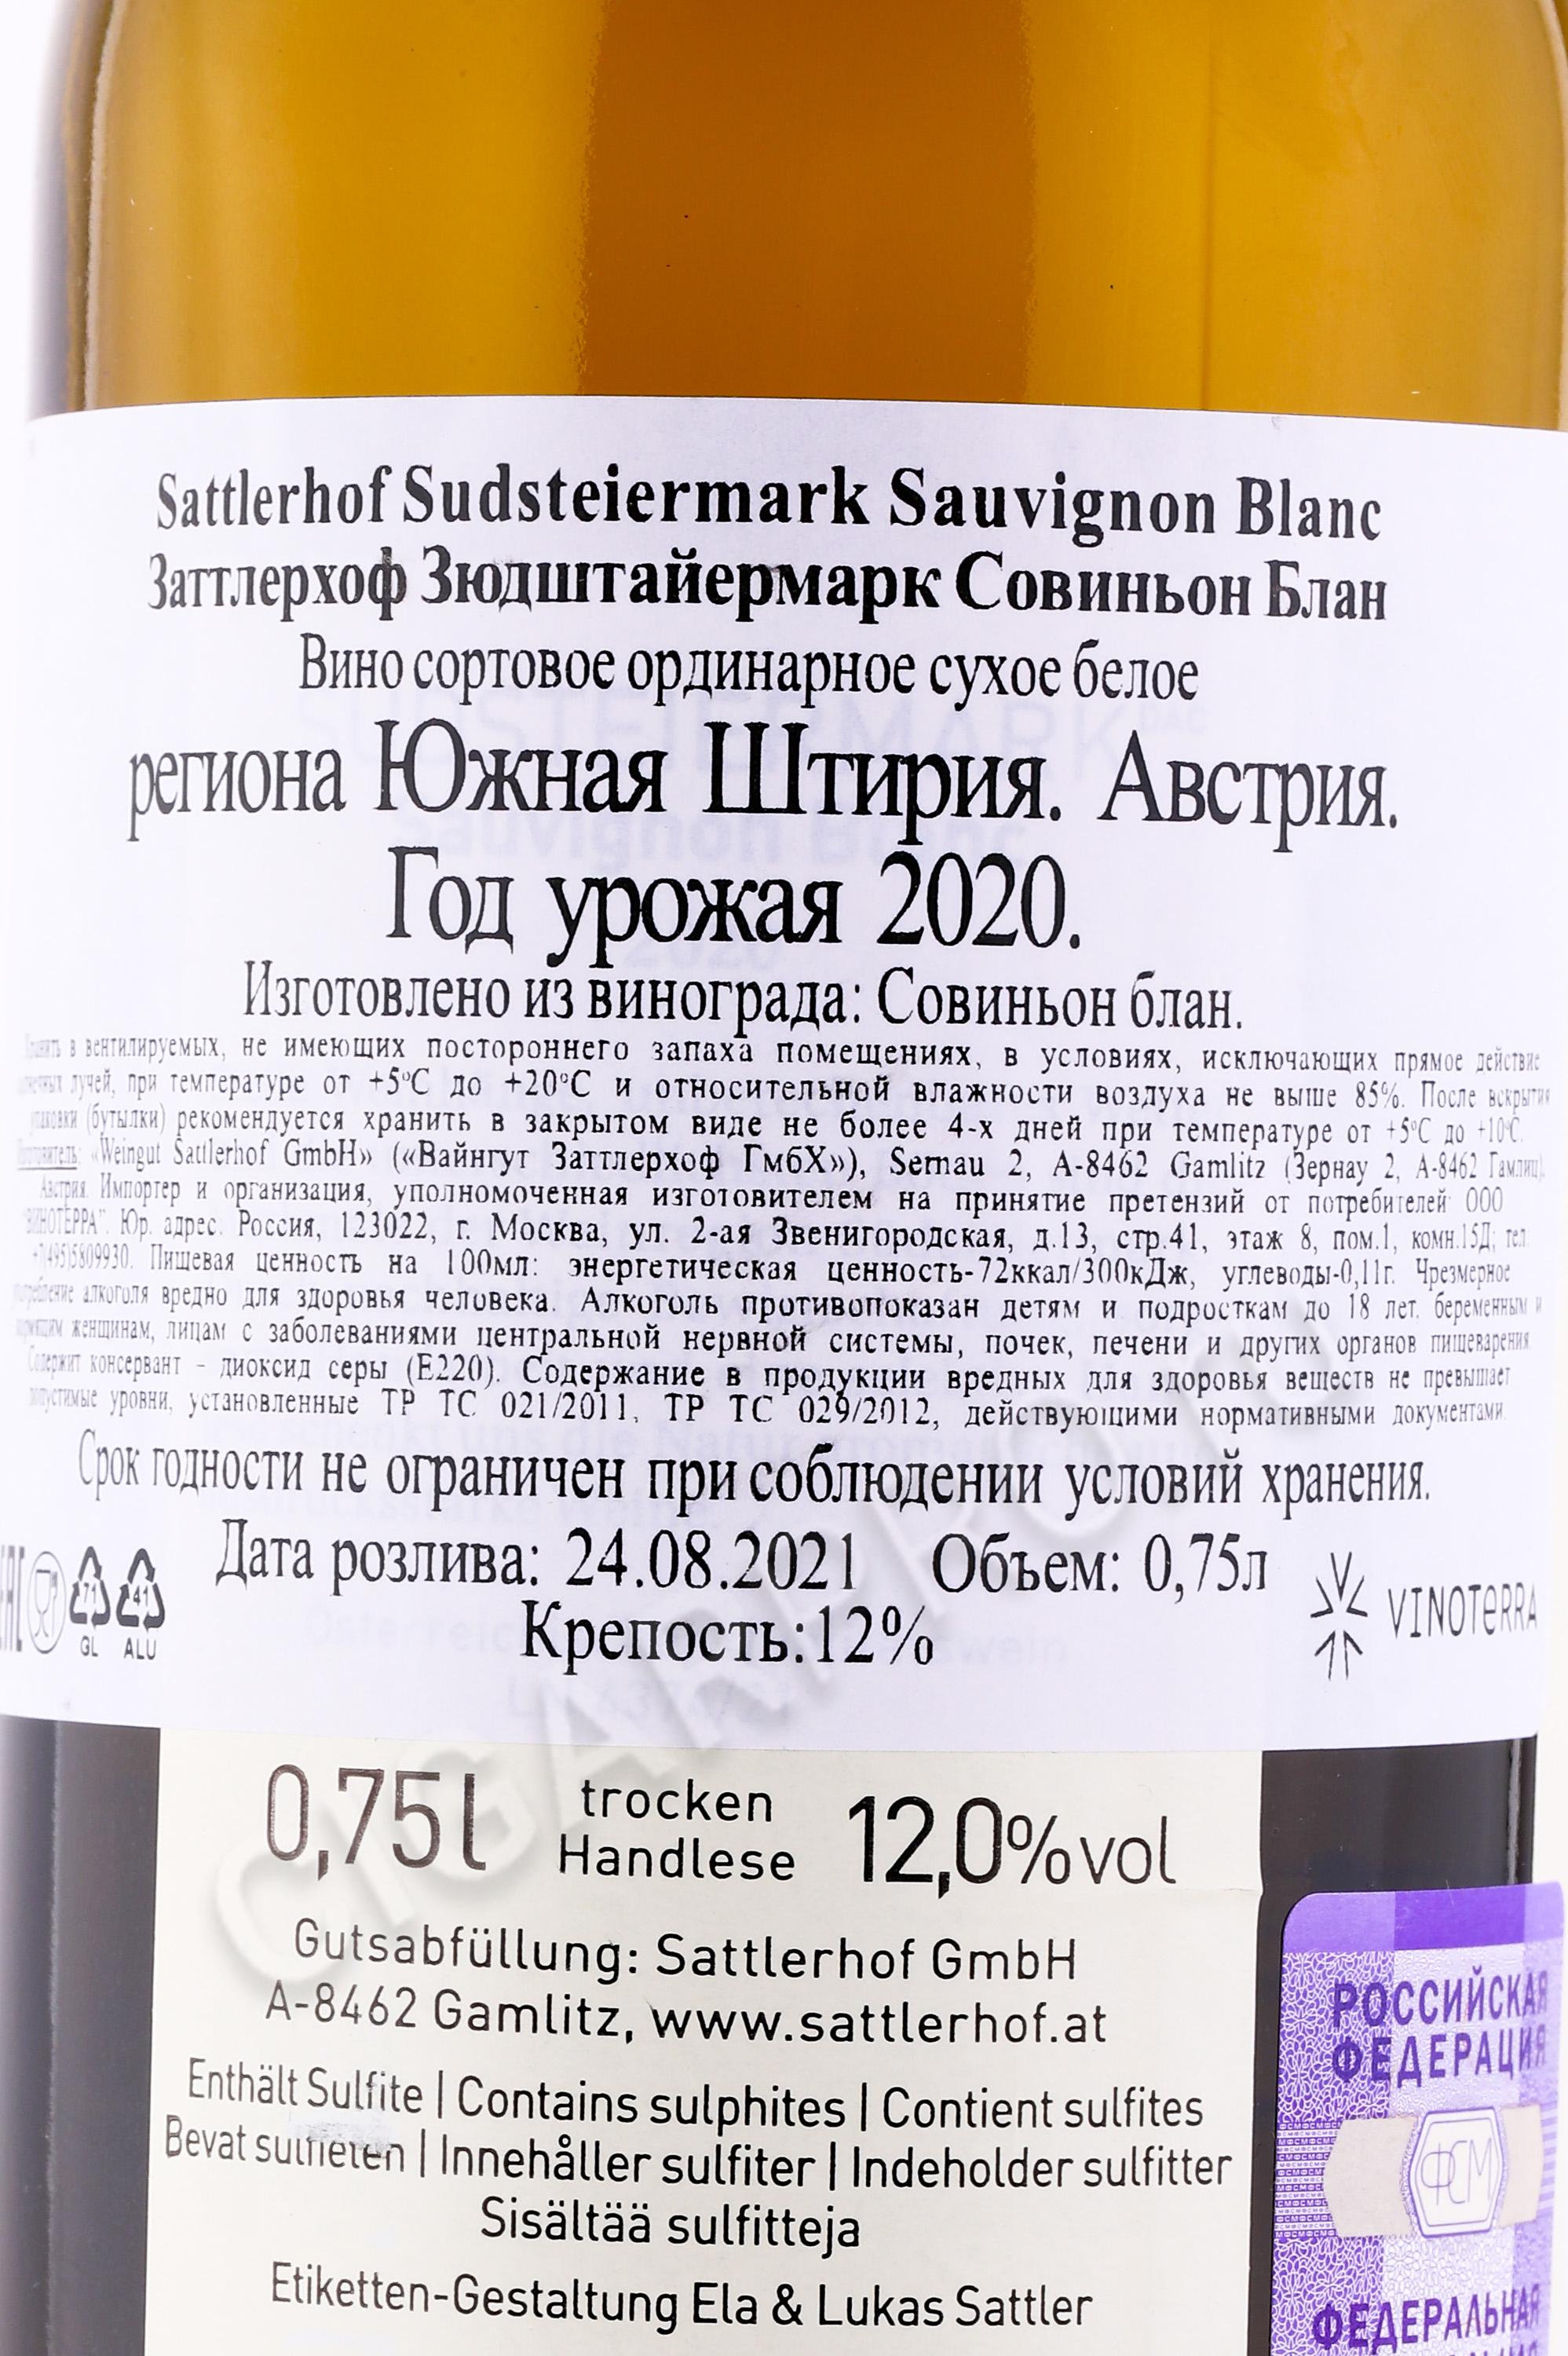 Sattlerhof Sudsteiermark Sauvignon Blanc
Заттлерхоф Зюдштайермарк Совиньон Блан
Вино сортовое ординарное сухое белое
региона Южная Штирия. Австрия.
Год урожая 2020.
Изготовлено из винограда: Совиньон блан.
в вентилируемых, не имеющих постороннего запаха помещениях, в условиях, исключающих прямое действие
лучей, при температуре от +5°С до +20°С и относительной влажности воздуха не выше 85%. После вскрытия
упаковки (бутылки) рекомендуется хранить в закрытом виде не более 4-х дней при температуре от +5°С до +10°С.
«Weingut Sattlerhof GmbH» («Вайнгут Заттлерхоф ГмбХ»), Sernau 2, A-8462 Gamlitz (Зернау 2, А-8462 Гамлиц),
Австрия. Импортер и организация, уполномоченная изготовителем на принятие претензий от потребителей ООО
"ВИНОТЕРРА". Юр. адрес: Россия, 123022, г. Москва, ул. 2-ая Звенигородская, д.13, стр.41, этаж 8, пом.1, комн.15Д; тел.
+7(495)5809930. Пищевая ценность на 100мл: энергетическая ценность-72ккал/300кДж, углеводы-0,11г. Чрезмерное
алкоголя вредно для здоровья человека. Алкоголь противопоказан детям и подросткам до 18 лет, беременным и
женщинам, лицам с заболеваниями центральной нервной системы, почек, печени и других органов пищеварения.
Содержит консервант - диоксид серы (Е220). Содержание в продукции вредных для здоровья веществ не превышает
допустимые уровни, установленные ТР ТС 021/2011, ТР ТС 029/2012, действующими нормативными документами.
Срок годности не ограничен при соблюдении условий хранения.
Дата розлива: 24.08.2021 Объем: 0,75л
Крепость:12%
71 GL
41 ALU
VINOTERRA
0,75 l trocken Handlese 12,0%vol
Gutsabfüllung: Sattlerhof GmbH
A-8462 Gamlitz, www.sattlerhof.at
Enthält Sulfite | Contains sulphites | Contient sulfites
Bevat sulfieten | Innehåller sulfiter | Indeholder sulfitter
Sisältää sulfitteja
Etiketten-Gestaltung Ela & Lukas Sattler
РОССИЙСКАЯ
ФЕДЕРАЦИЯ
ФСМ
ФЕДЕРАЛЬНАЯ
CIGARPRO.ru